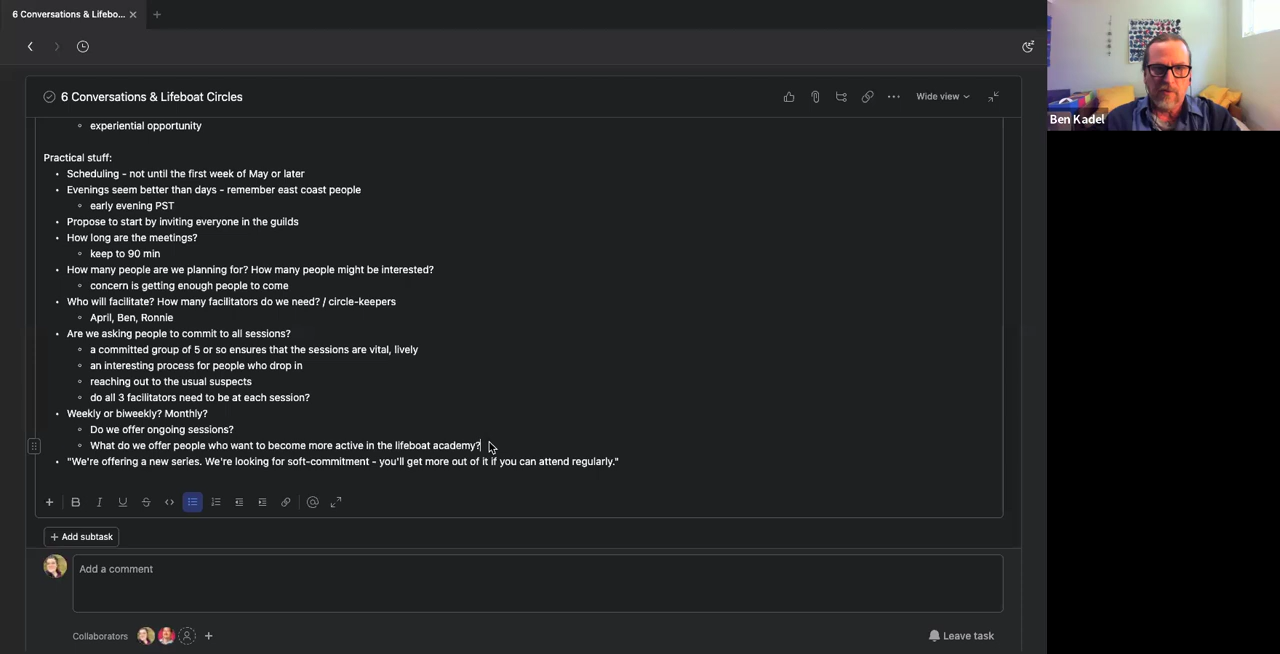 6 Conversations & Lifebo...
6 Conversations & Lifeboat Circles
Wide view
Ben Kadel
experiential opportunity
Practical stuff:
Scheduling - not until the first week of May or later
Evenings seem better than days - remember east coast people
early evening PST
Propose to start by inviting everyone in the guilds
How long are the meetings?
keep to 90 min
How many people are we planning for? How many people might be interested?
concern is getting enough people to come
Who will facilitate? How many facilitators do we need? / circle-keepers
April, Ben, Ronnie
Are we asking people to commit to all sessions?
a committed group of 5 or so ensures that the sessions are vital, lively
an interesting process for people who drop in
reaching out to the usual suspects
do all 3 facilitators need to be at each session?
Weekly or biweekly? Monthly?
Do we offer ongoing sessions?
What do we offer people who want to become more active in the lifeboat academy?
"We're offering a new series. We're looking for soft-commitment - you'll get more out of it if you can attend regularly."
Add subtask
Add a comment
Collaborators
Leave task